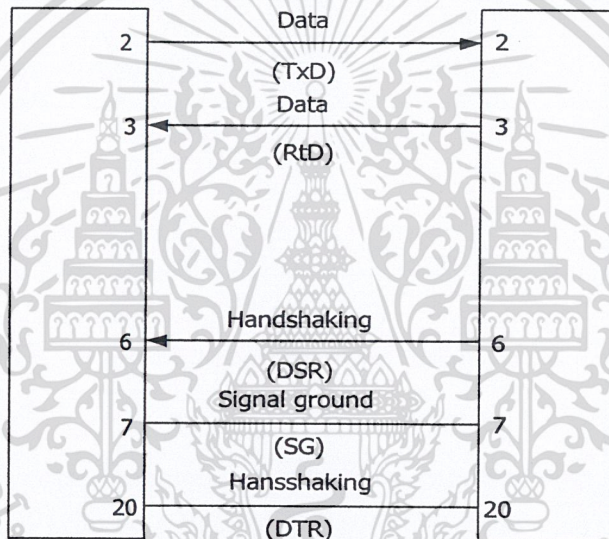 Data
2 2
(TxD)
Data
3 3
(RtD)
Handshaking
6 6
(DSR)
Signal ground
7 7
(SG)
Hansshaking
20 20
(DTR)